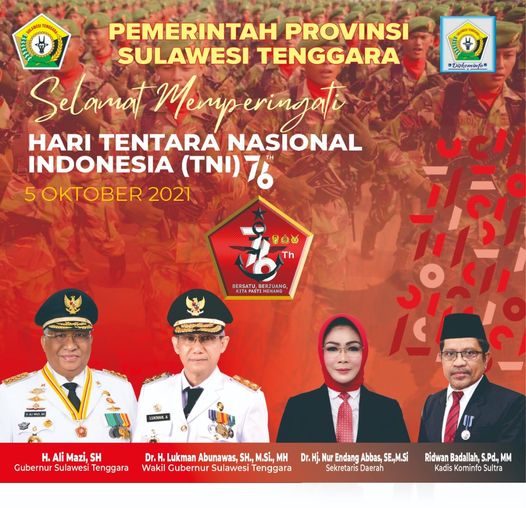 PEMERINTAH PROVINSI
SULAWESI TENGGARA
Selamat Memperingati
HARI TENTARA NASIONAL
INDONESIA (TNI) 76TH
5 OKTOBER 2021
76 Th
BERSATU, BERJUANG,
KITA PASTI MENANG
H. Ali Mazi, SH
Gubernur Sulawesi Tenggara
Dr. H. Lukman Abunawas, SH., M.Si., MH
Wakil Gubernur Sulawesi Tenggara
Dr. Hj. Nur Endang Abbas, SE.,M.Si
Sekretaris Daerah
Ridwan Badallah, S.Pd., MM
Kadis Kominfo Sultra